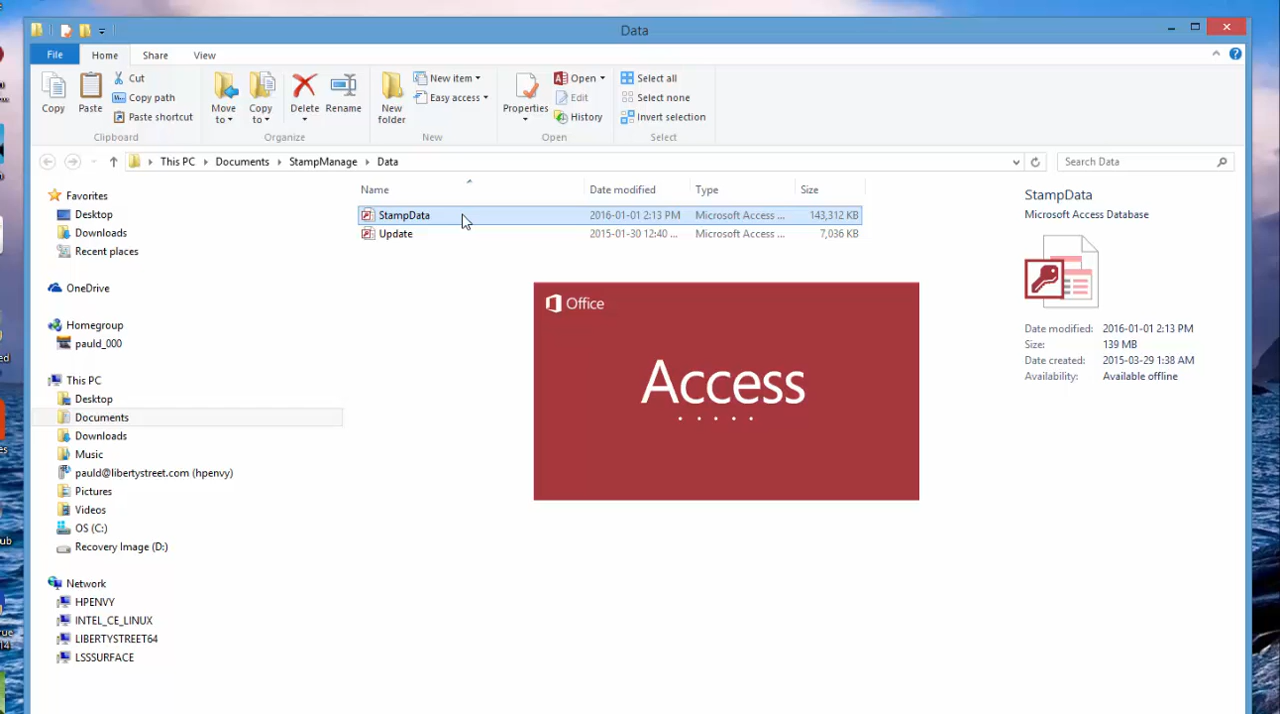 Data
File Home Share View
Copy Paste Cut Copy path Paste shortcut Clipboard
Move to Copy to Delete Rename Organize
New folder New item Easy access New
Properties Open Edit History Open
Select all Select none Invert selection Select
This PC Documents StampManage Data Search Data
Name Date modified Type Size
StampData 2016-01-01 2:13 PM Microsoft Access ... 143,312 KB
Update 2015-01-30 12:40 ... Microsoft Access ... 7,036 KB
Favorites
Desktop
Downloads
Recent places
OneDrive
Homegroup
pauld_000
This PC
Desktop
Documents
Downloads
Music
pauld@libertystreet.com (hpenvy)
Pictures
Videos
OS (C:)
Recovery Image (D:)
Network
HPENVY
INTEL_CE_LINUX
LIBERTYSTREET64
LSSSURFACE
Office
Access
StampData
Microsoft Access Database
Date modified: 2016-01-01 2:13 PM
Size: 139 MB
Date created: 2015-03-29 1:38 AM
Availability: Available offline